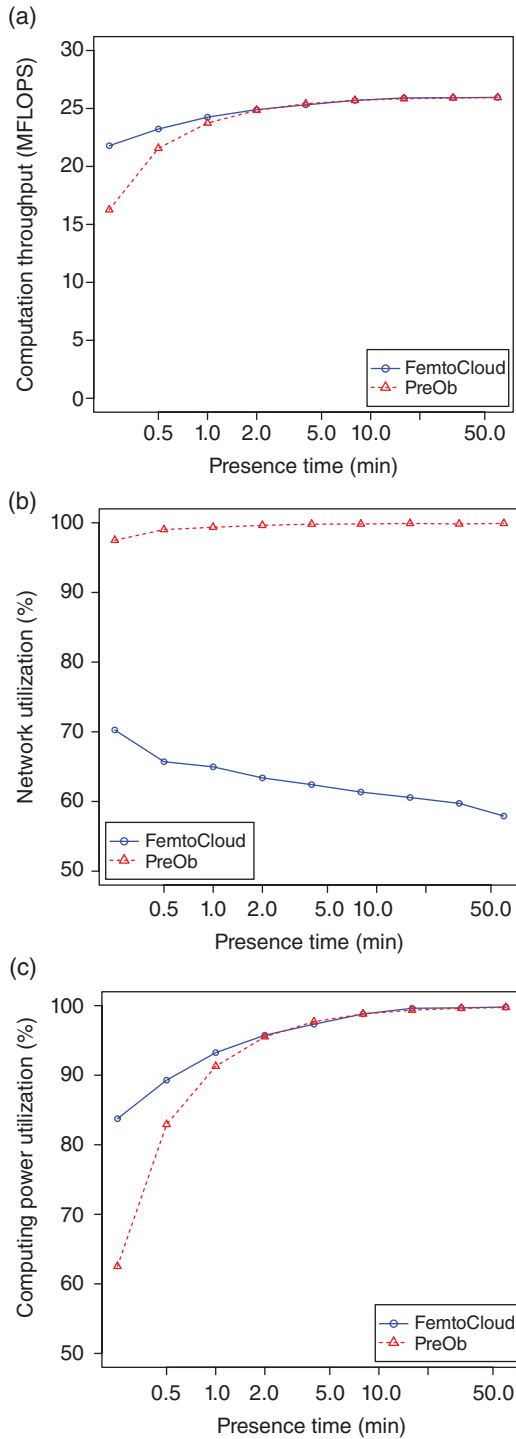 (a)
Computation throughput (MFLOPS)
30
25
20
15
10
5
0
FemtoCloud
PreOb
0.5 1.0 2.0 5.0 10.0 50.0
Presence time (min)
(b)
Network utilization (%)
100
90
80
70
60
50
FemtoCloud
PreOb
0.5 1.0 2.0 5.0 10.0 50.0
Presence time (min)
(c)
Computing power utilization (%)
100
90
80
70
60
50
FemtoCloud
PreOb
0.5 1.0 2.0 5.0 10.0 50.0
Presence time (min)